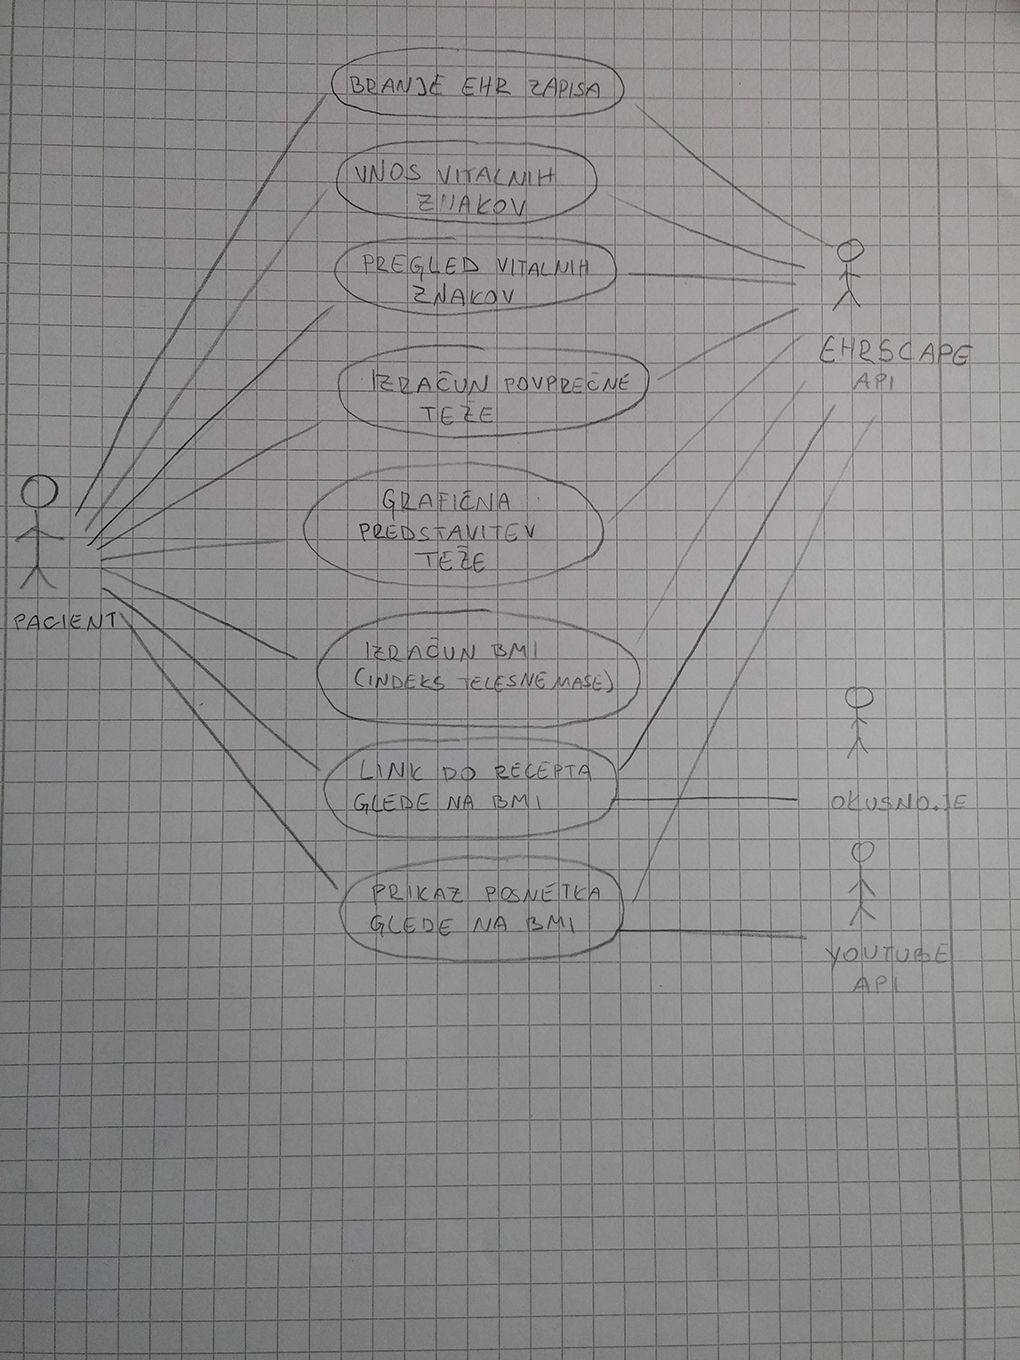 BRANJE EHR ZAPISA
VNOS VITALNIH
ZNAKOV
PREGLED VITALNIH
ZNAKOV
IZRAČUN POVPREČNE
TEŽE
GRAFIČNA
PREDSTAVITEV
TEŽE
IZRAČUN BMI
(INDEKS TELESNE MASE)
LINK DO RECEPTA
GLEDE NA BMI
PRIKAZ POSNETKA
GLEDE NA BMI
PACIENT
EHRSCAPE
API
OKUSNO.JE
YOUTUBE
API